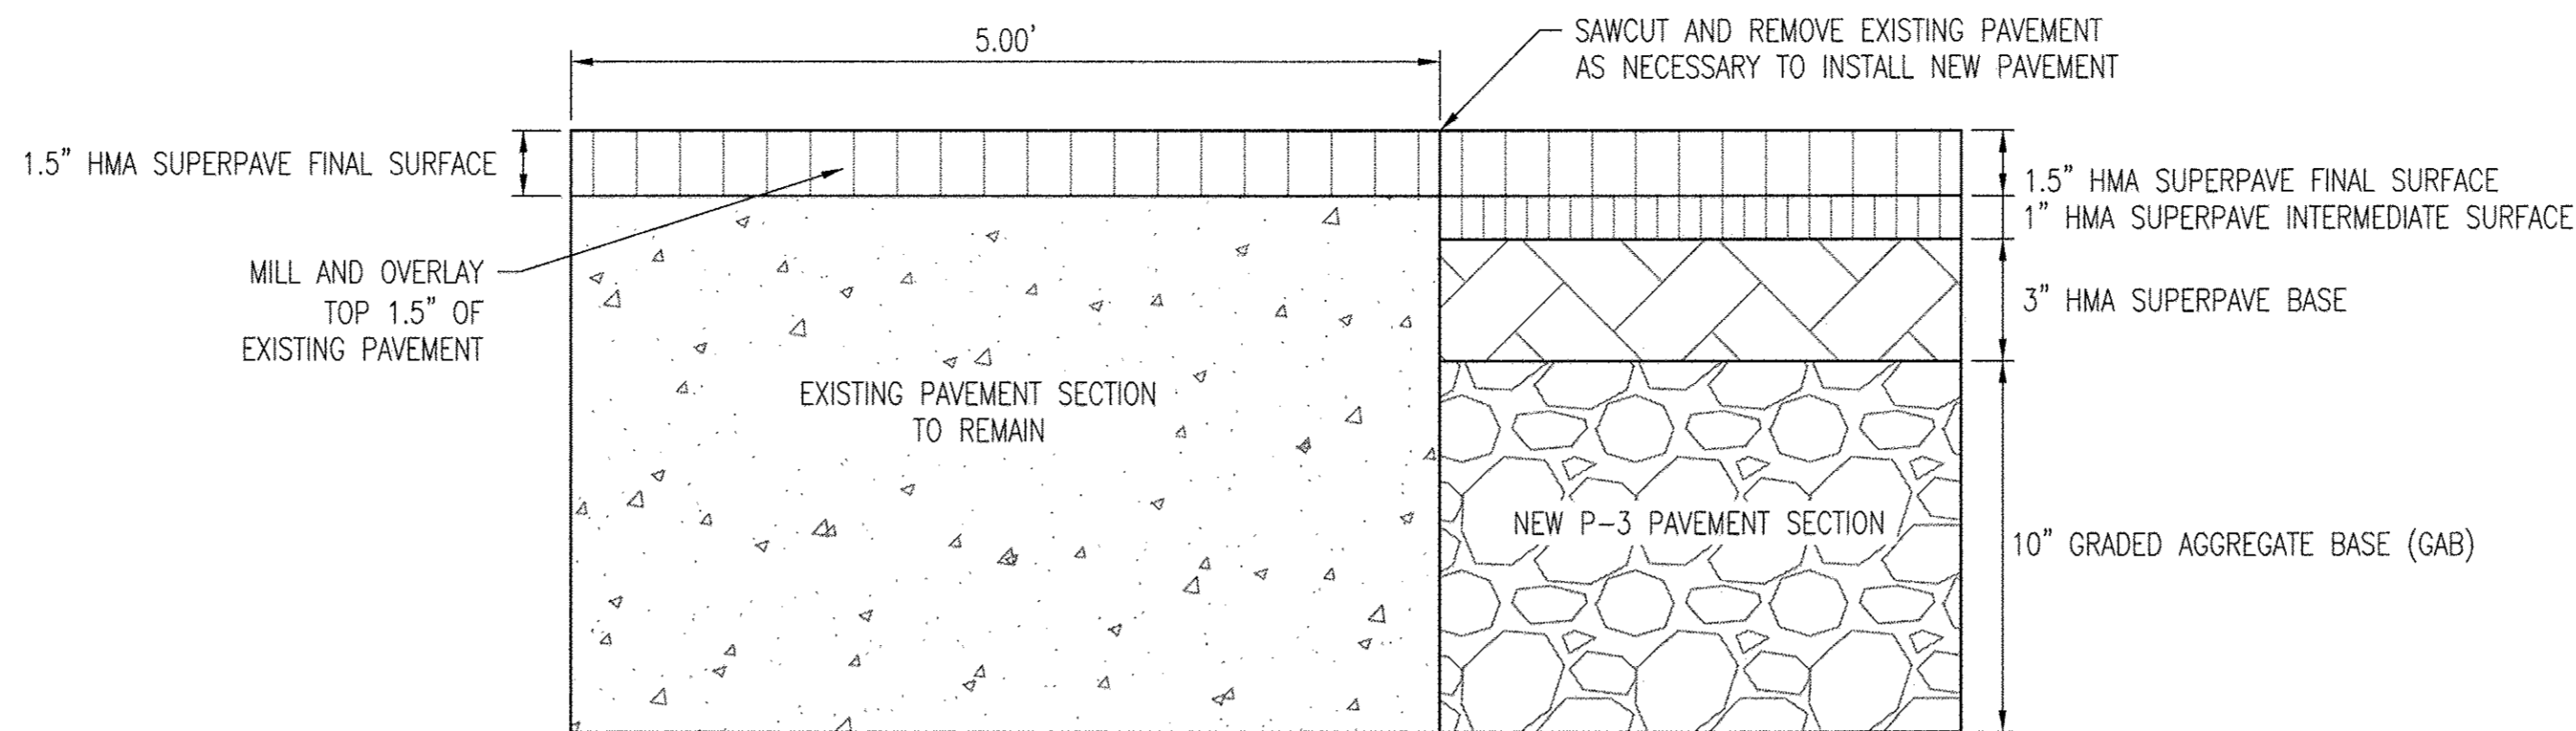 5.00'
SAWCUT AND REMOVE EXISTING PAVEMENT
AS NECESSARY TO INSTALL NEW PAVEMENT
1.5" HMA SUPERPAVE FINAL SURFACE
MILL AND OVERLAY
TOP 1.5" OF
EXISTING PAVEMENT
EXISTING PAVEMENT SECTION
TO REMAIN
1.5" HMA SUPERPAVE FINAL SURFACE
1" HMA SUPERPAVE INTERMEDIATE SURFACE
3" HMA SUPERPAVE BASE
NEW P-3 PAVEMENT SECTION
10" GRADED AGGREGATE BASE (GAB)